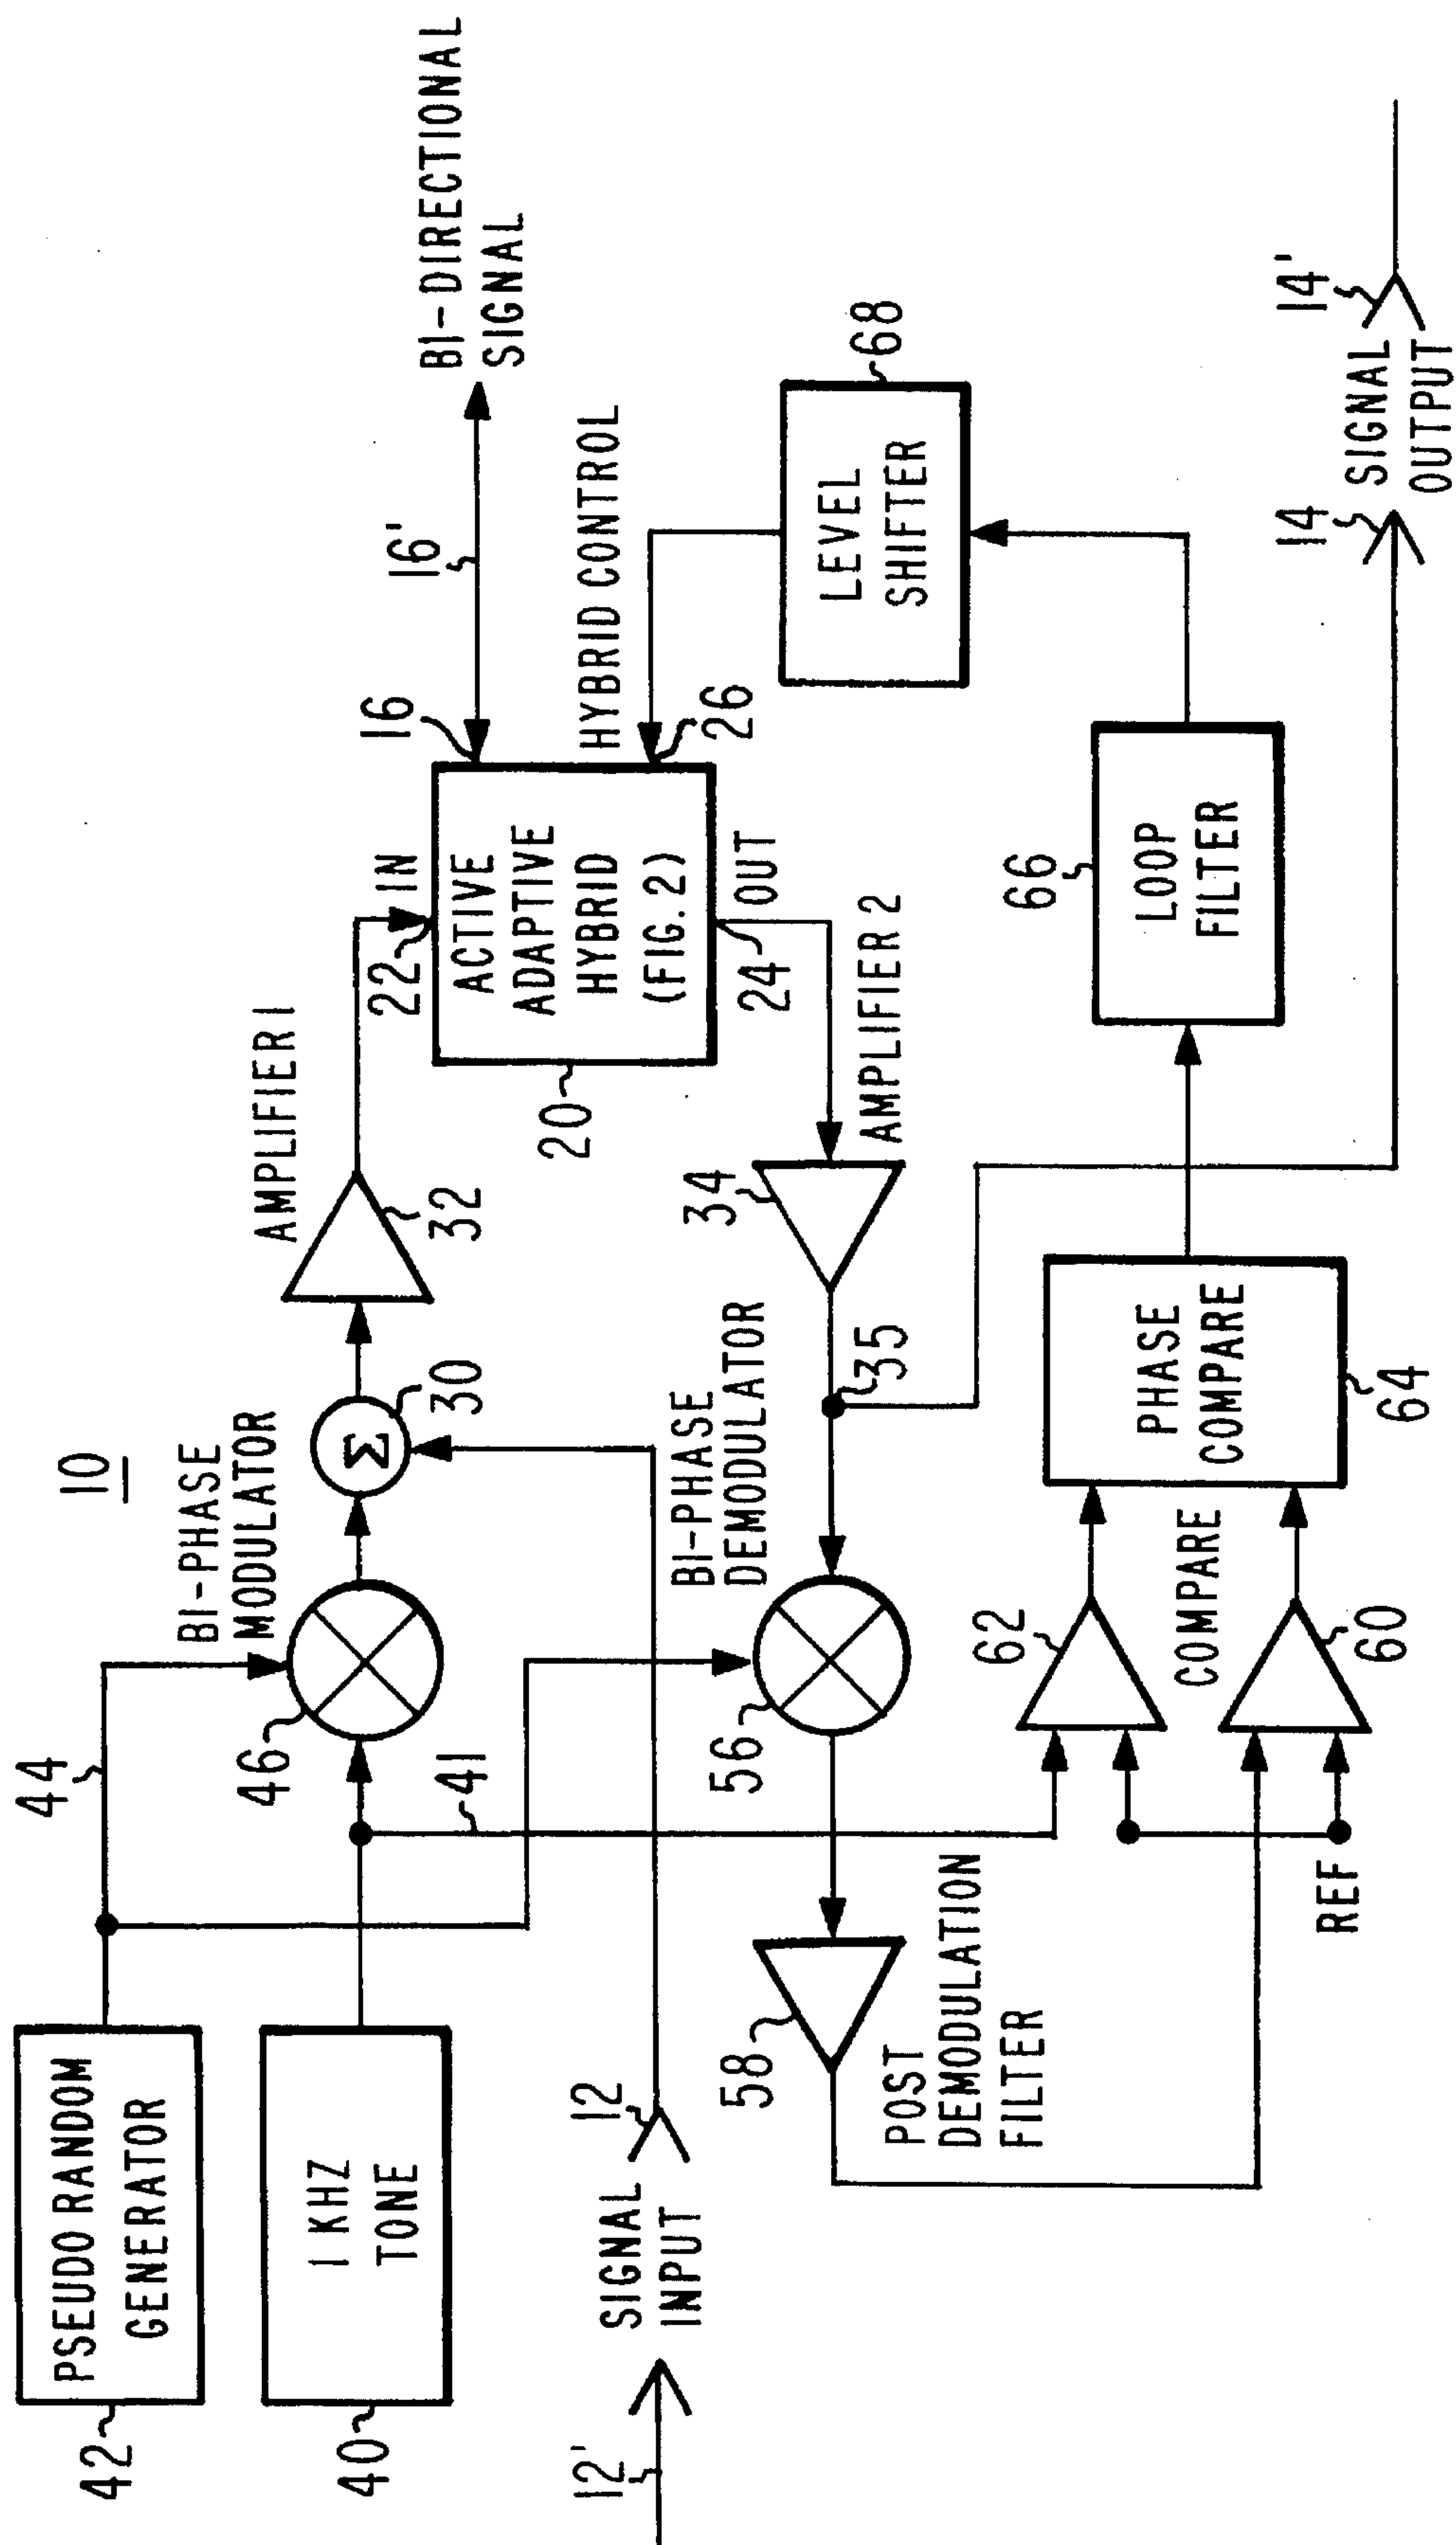 10
PSEUDO RANDOM
GENERATOR
42
44
1 KHZ
TONE
40
41
BI-PHASE
MODULATOR
46
Σ
30
AMPLIFIER 1
32
22
IN
ACTIVE
ADAPTIVE
HYBRID
(FIG. 2)
20
24
OUT
16
16'
BI-DIRECTIONAL
SIGNAL
HYBRID CONTROL
26
12'
SIGNAL
INPUT
12
BI-PHASE
DEMODULATOR
56
35
34
AMPLIFIER 2
58
POST
DEMODULATION
FILTER
62
COMPARE
60
REF
PHASE
COMPARE
64
66
LOOP
FILTER
LEVEL
SHIFTER
68
14
SIGNAL
OUTPUT
14'